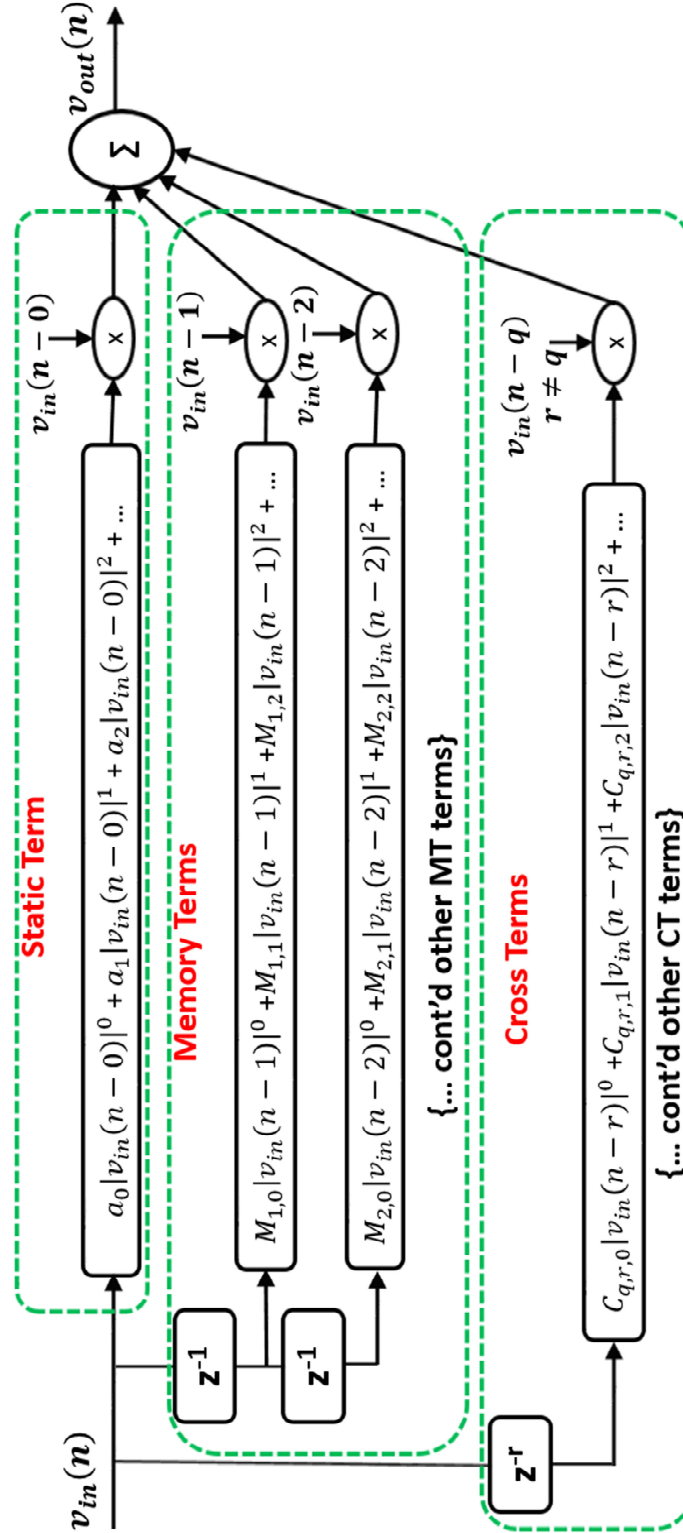 Static Term
v_in(n)
a_0|v_in(n − 0)|^0 + a_1|v_in(n − 0)|^1 + a_2|v_in(n − 0)|^2 + ...
v_in(n − 0)
x
Σ
v_out(n)
Memory Terms
z^-1
M_1,0|v_in(n − 1)|^0 +M_1,1|v_in(n − 1)|^1 +M_1,2|v_in(n − 1)|^2 + ...
v_in(n − 1)
x
z^-1
M_2,0|v_in(n − 2)|^0 +M_2,1|v_in(n − 2)|^1 +M_2,2|v_in(n − 2)|^2 + ...
v_in(n − 2)
x
{... cont'd other MT terms}
Cross Terms
z^-r
C_q,r,0|v_in(n − r)|^0 +C_q,r,1|v_in(n − r)|^1 +C_q,r,2|v_in(n − r)|^2 + ...
v_in(n − q)
r ≠ q
x
{... cont'd other CT terms}